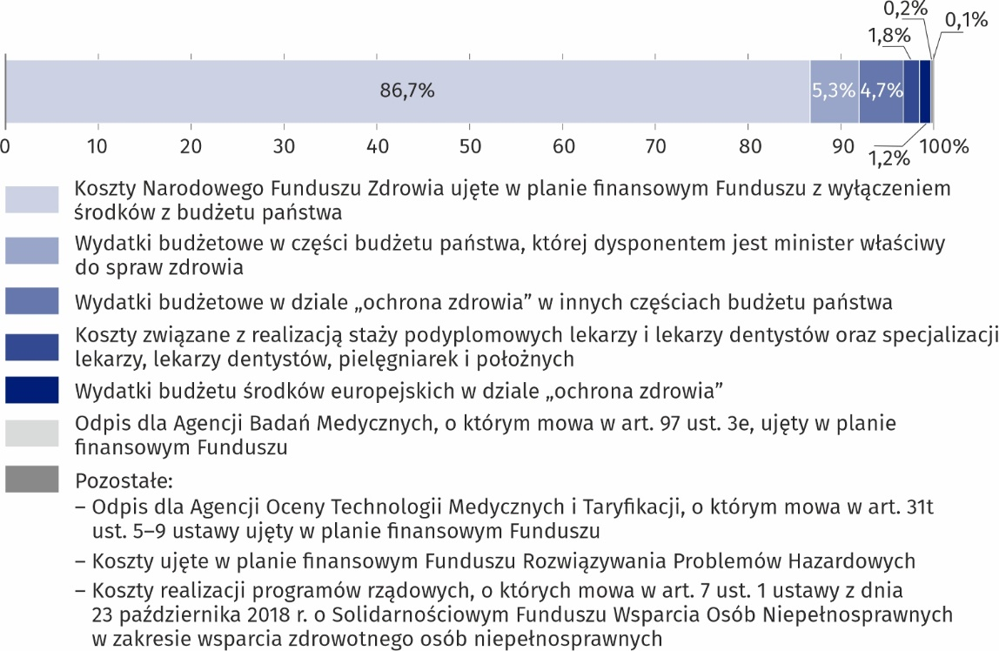 0,2%
0,1%
1,8%
86,7%
5,3%
4,7%
0
10
20
30
40
50
60
70
80
90
100%
1,2%
Koszty Narodowego Funduszu Zdrowia ujęte w planie finansowym Funduszu z wyłączeniem
środków z budżetu państwa
Wydatki budżetowe w części budżetu państwa, której dysponentem jest minister właściwy
do spraw zdrowia
Wydatki budżetowe w dziale „ochrona zdrowia” w innych częściach budżetu państwa
Koszty związane z realizacją staży podyplomowych lekarzy i lekarzy dentystów oraz specjalizacji
lekarzy, lekarzy dentystów, pielęgniarek i położnych
Wydatki budżetu środków europejskich w dziale „ochrona zdrowia”
Odpis dla Agencji Badań Medycznych, o którym mowa w art. 97 ust. 3e, ujęty w planie
finansowym Funduszu
Pozostałe:
– Odpis dla Agencji Oceny Technologii Medycznych i Taryfikacji, o którym mowa w art. 31t
ust. 5–9 ustawy ujęty w planie finansowym Funduszu
– Koszty ujęte w planie finansowym Funduszu Rozwiązywania Problemów Hazardowych
– Koszty realizacji programów rządowych, o których mowa w art. 7 ust. 1 ustawy z dnia
23 października 2018 r. o Solidarnościowym Funduszu Wsparcia Osób Niepełnosprawnych
w zakresie wsparcia zdrowotnego osób niepełnosprawnych